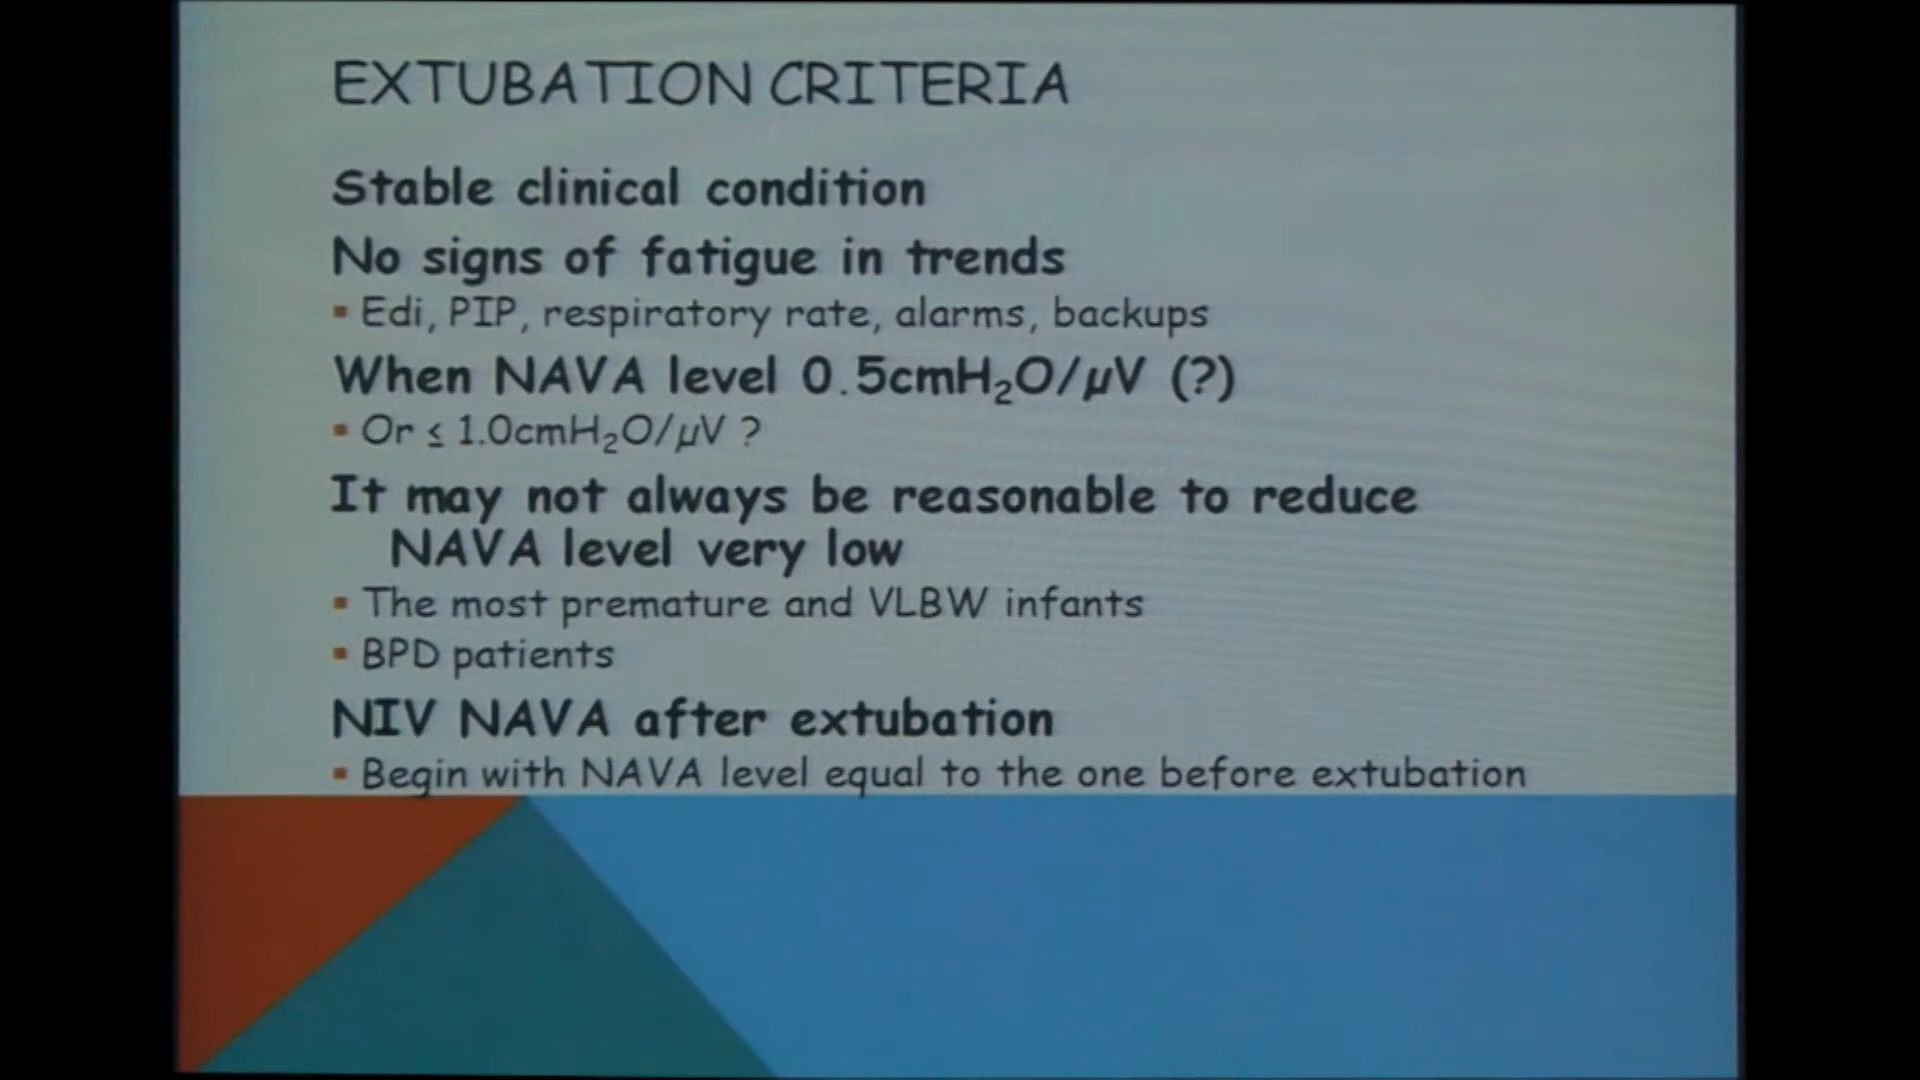 EXTUBATION CRITERIA
Stable clinical condition
No signs of fatigue in trends
▪ Edi, PIP, respiratory rate, alarms, backups
When NAVA level 0.5cmH₂O/µV (?)
▪ Or ≤ 1.0cmH₂O/µV ?
It may not always be reasonable to reduce
NAVA level very low
▪ The most premature and VLBW infants
▪ BPD patients
NIV NAVA after extubation
▪ Begin with NAVA level equal to the one before extubation